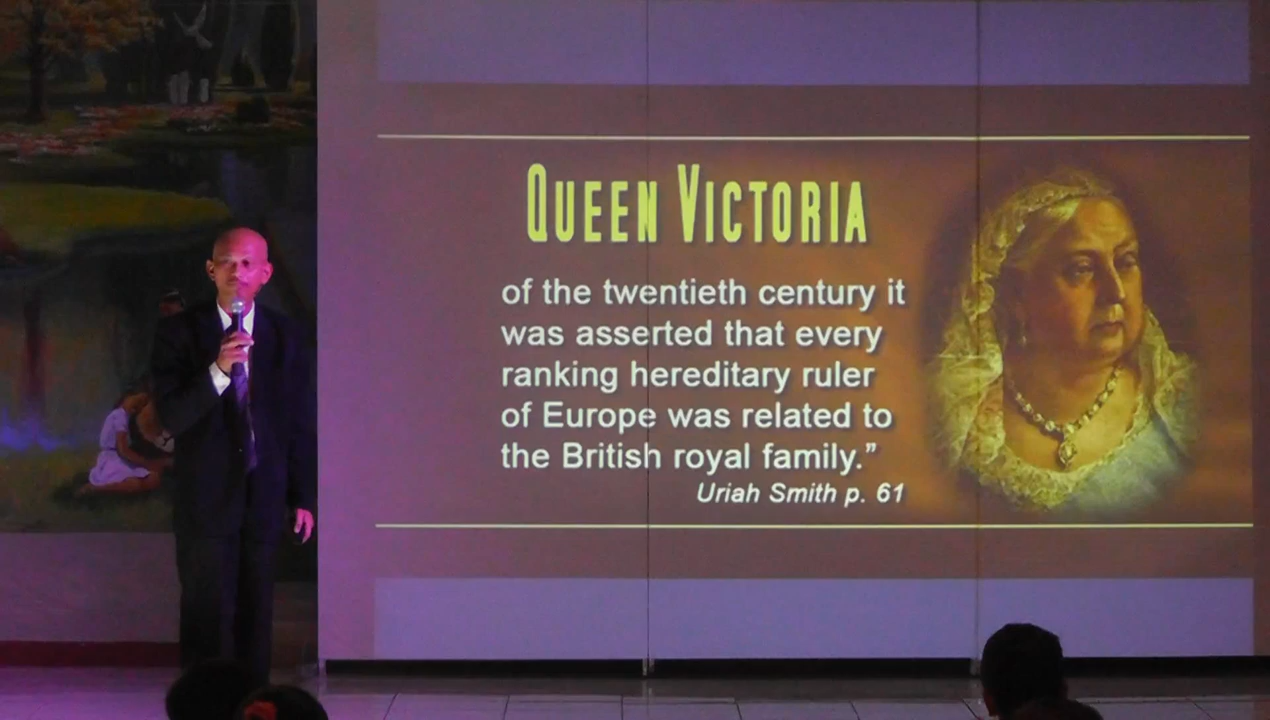 QUEEN VICTORIA
of the twentieth century it
was asserted that every
ranking hereditary ruler
of Europe was related to
the British royal family.”
Uriah Smith p. 61